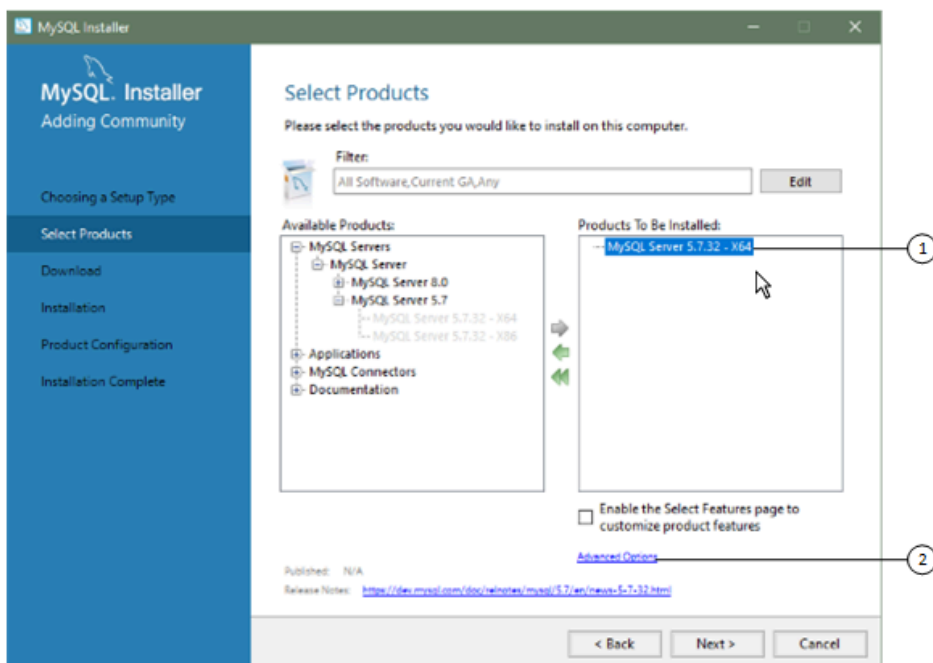 MySQL Installer
MySQL. Installer
Adding Community
Choosing a Setup Type
Select Products
Download
Installation
Product Configuration
Installation Complete
Select Products
Please select the products you would like to install on this computer.
Filter:
All Software,Current GA,Any
Edit
Available Products:
MySQL Servers
MySQL Server
MySQL Server 8.0
MySQL Server 5.7
MySQL Server 5.7.32 - X64
MySQL Server 5.7.32 - X86
Applications
MySQL Connectors
Documentation
Products To Be Installed:
MySQL Server 5.7.32 - X64
1
Enable the Select Features page to
customize product features
Advanced Options
2
Published: N/A
Release Notes: https://dev.mysql.com/doc/relnotes/mysql/5.7/en/news-5-7-32.html
< Back
Next >
Cancel